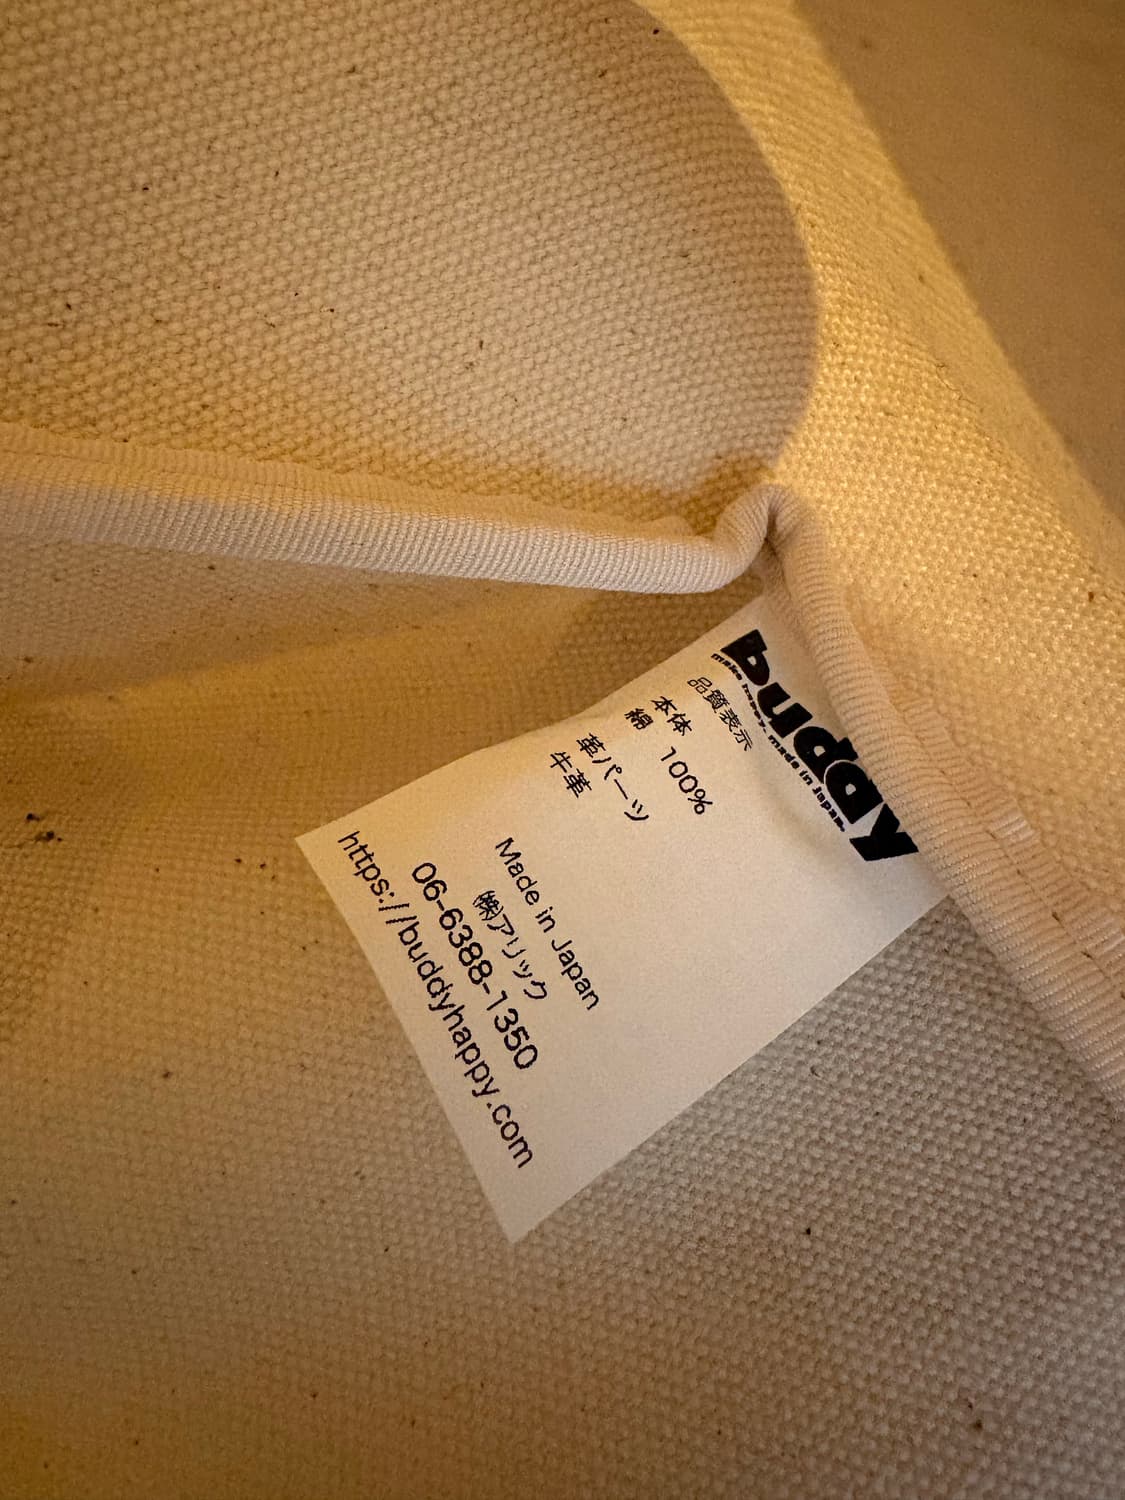 buddy
make happy. made in japan.
品質表示
本体
綿 100%
革パーツ
牛革
Made in Japan
㈱アリック
06-6388-1350
https://buddyhappy.com